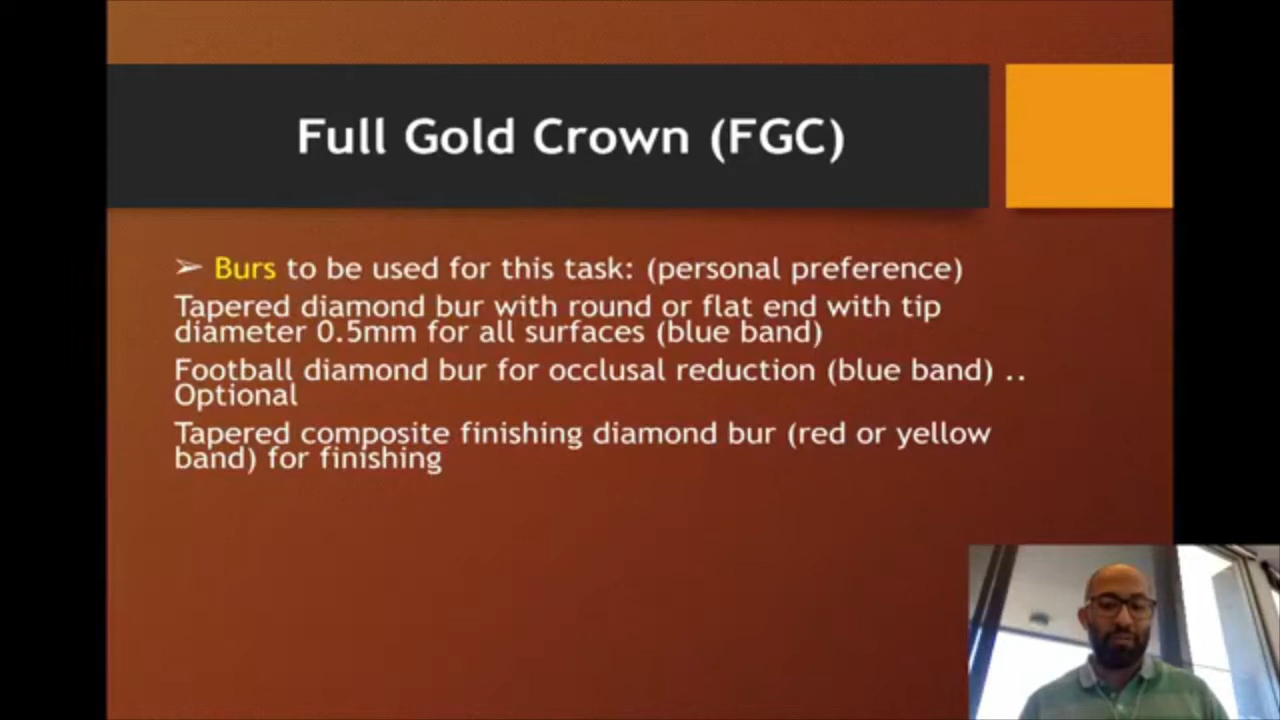 Full Gold Crown (FGC)
➢ Burs to be used for this task: (personal preference)
Tapered diamond bur with round or flat end with tip
diameter 0.5mm for all surfaces (blue band)
Football diamond bur for occlusal reduction (blue band) ..
Optional
Tapered composite finishing diamond bur (red or yellow
band) for finishing